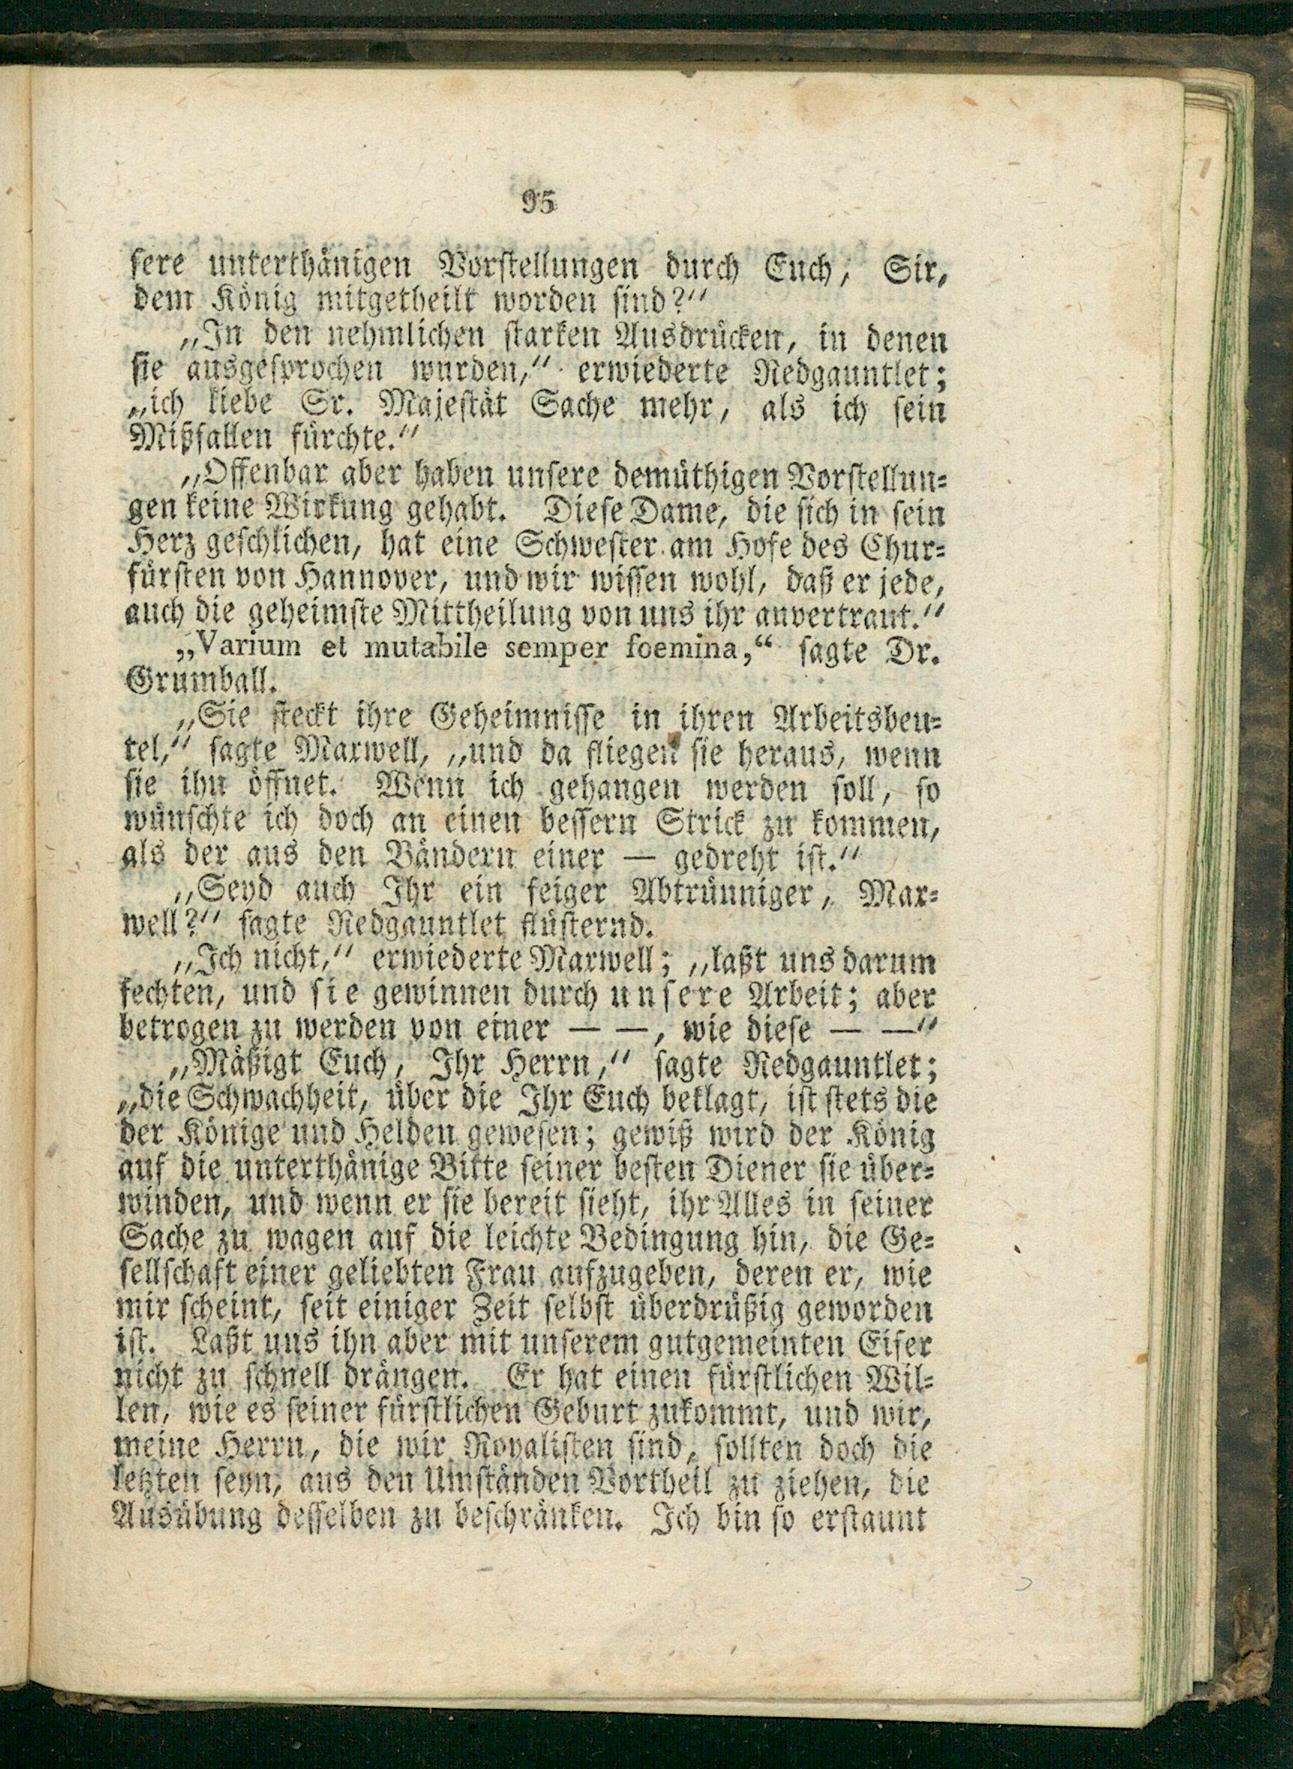 95
sere unterthänigen Vorstellungen durch Euch, Sir,
dem König mitgetheilt worden sind?“
„In den nehmlichen starken Ausdrücken, in denen
sie ausgesprochen wurden,“ erwiederte Redgauntlet;
„ich liebe Sr. Majestät Sache mehr, als ich sein
Mißfallen fürchte.“
„Offenbar aber haben unsere demüthigen Vorstellun-
gen keine Wirkung gehabt. Diese Dame, die sich in sein
Herz geschlichen, hat eine Schwester am Hofe des Chur-
fürsten von Hannover, und wir wissen wohl, daß er jede,
auch die geheimste Mittheilung von uns ihr anvertraut.“
„Varium et mutabile semper foemina,“ sagte Dr.
Grumball.
„Sie steckt ihre Geheimnisse in ihren Arbeitsbeu-
tel,“ sagte Maxwell, „und da fliegen sie heraus, wenn
sie ihn öffnet. Wenn ich gehangen werden soll, so
wünschte ich doch an einen bessern Strick zu kommen,
als der aus den Bändern einer — gedreht ist.“
„Seyd auch Ihr ein feiger Abtrünniger, Max-
well?“ sagte Redgauntlet flüsternd.
„Ich nicht,“ erwiederte Maxwell; „laßt uns darum
fechten, und sie gewinnen durch unsere Arbeit; aber
betrogen zu werden von einer — —, wie diese — —“
„Mäßigt Euch, Ihr Herrn,“ sagte Redgauntlet;
„die Schwachheit, über die Ihr Euch beklagt, ist stets die
der Könige und Helden gewesen; gewiß wird der König
auf die unterthänige Bitte seiner besten Diener sie über-
winden, und wenn er sie bereit sieht, ihr Alles in seiner
Sache zu wagen auf die leichte Bedingung hin, die Ge-
sellschaft einer geliebten Frau aufzugeben, deren er, wie
mir scheint, seit einiger Zeit selbst überdrüßig geworden
ist. Laßt uns ihn aber mit unserem gutgemeinten Eifer
nicht zu schnell drängen. Er hat einen fürstlichen Wil-
len, wie es seiner fürstlichen Geburt zukommt, und wir,
meine Herrn, die wir Royalisten sind, sollten doch die
letzten seyn, aus den Umständen Vortheil zu ziehen, die
Ausübung desselben zu beschränken. Ich bin so erstaunt